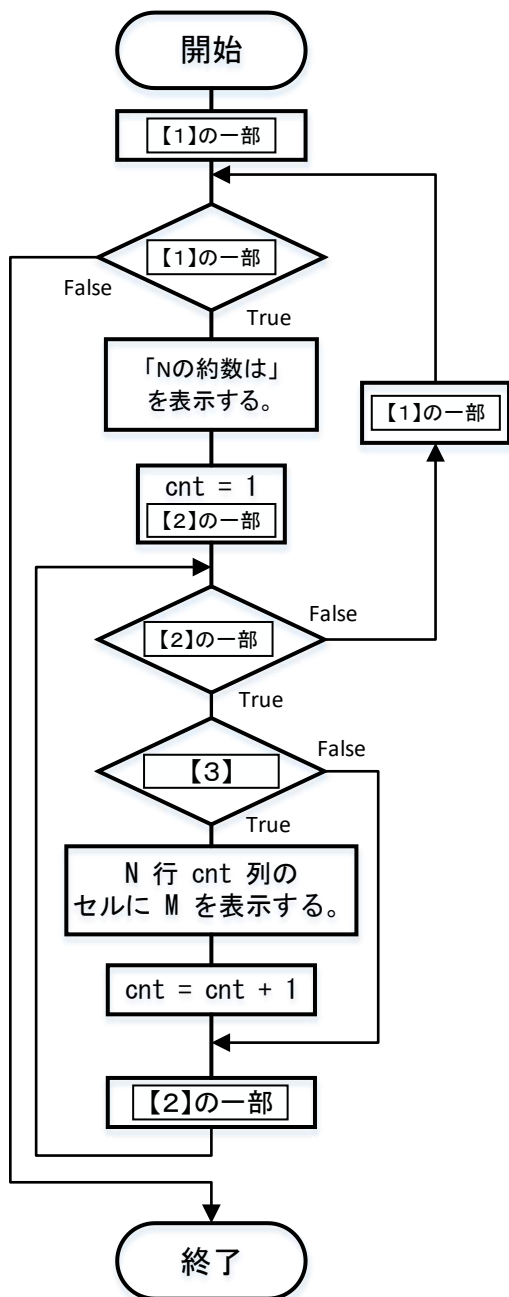 開始
【1】の一部
【1】の一部
False
True
「Nの約数は」
を表示する。
【1】の一部
cnt = 1
【2】の一部
False
【2】の一部
True
False
【3】
True
N 行 cnt 列の
セルに M を表示する。
cnt = cnt + 1
【2】の一部
終了